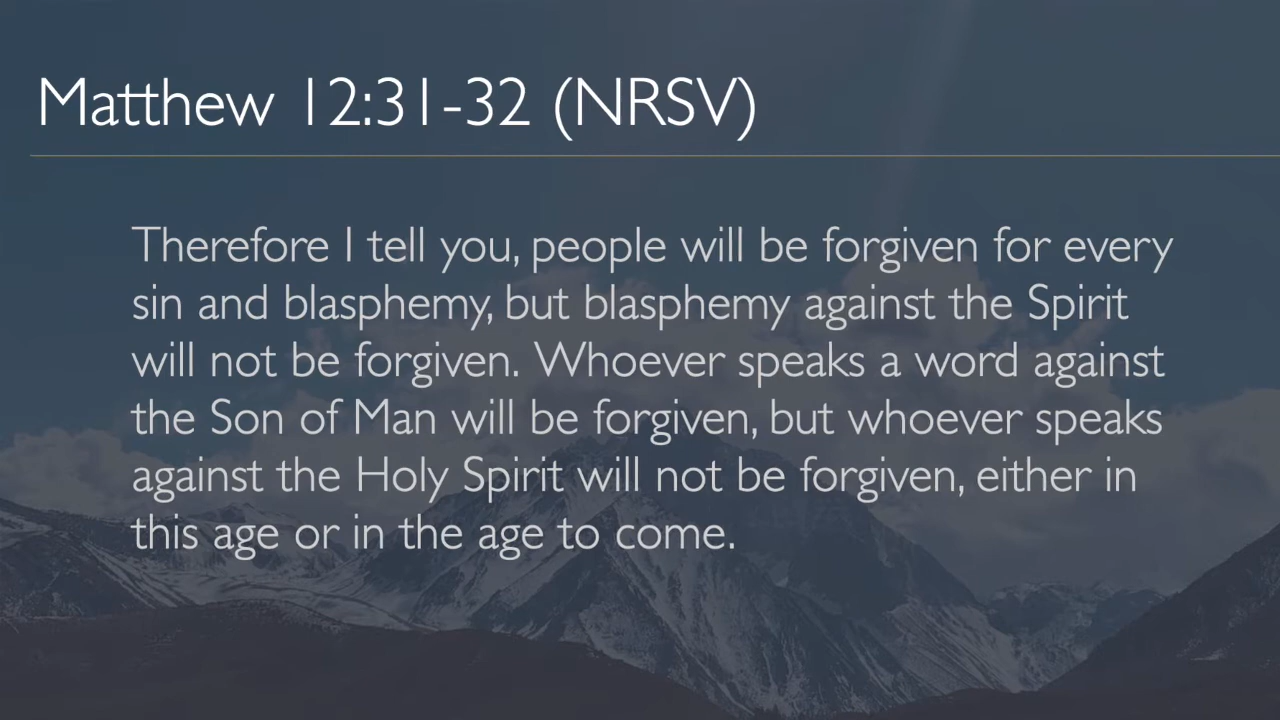 Matthew 12:31-32 (NRSV)
Therefore I tell you, people will be forgiven for every
sin and blasphemy, but blasphemy against the Spirit
will not be forgiven. Whoever speaks a word against
the Son of Man will be forgiven, but whoever speaks
against the Holy Spirit will not be forgiven, either in
this age or in the age to come.